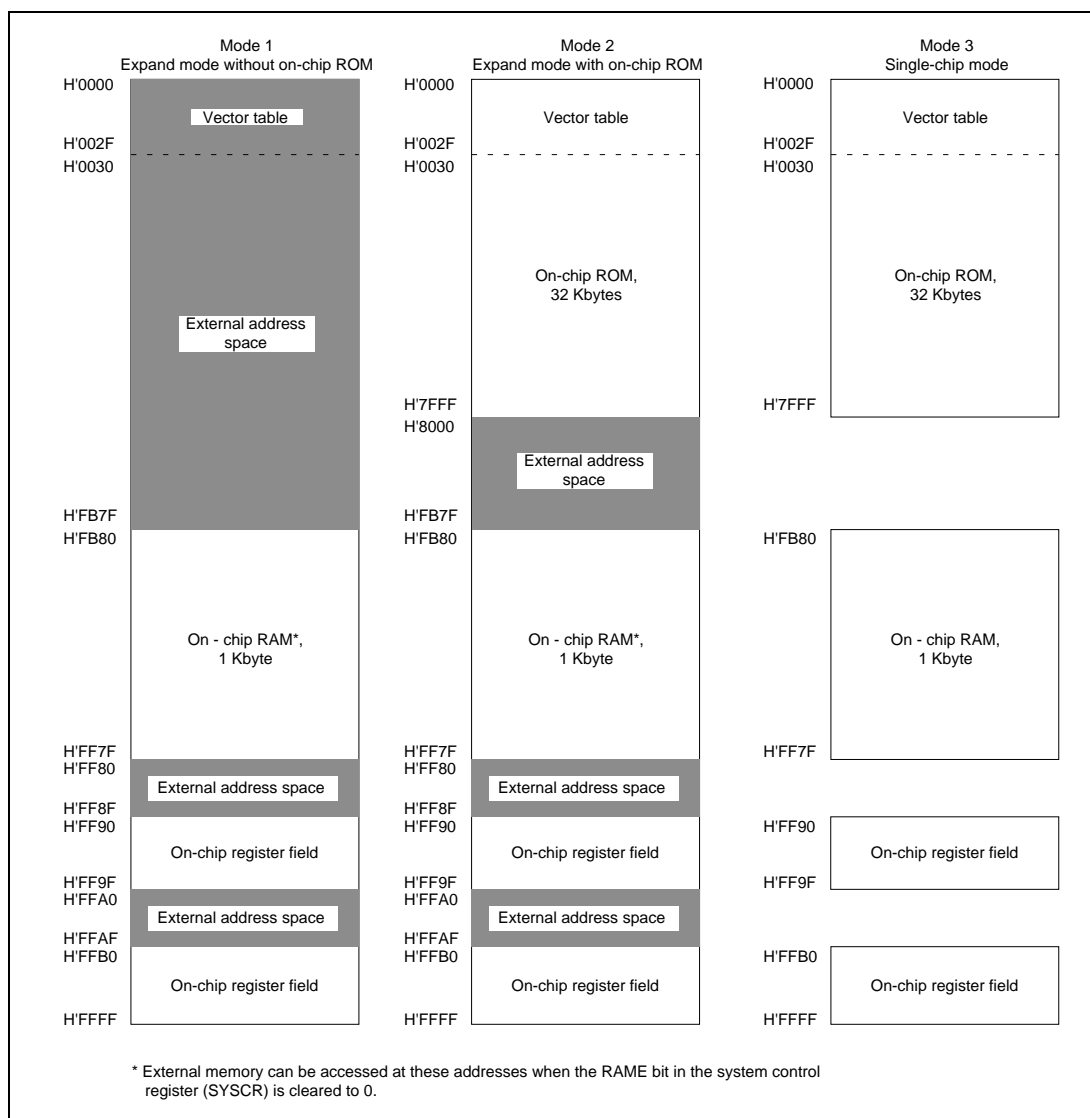 Mode 1
Expand mode without on-chip ROM
H'0000
Vector table
H'002F
H'0030
External address
space
H'FB7F
H'FB80
On - chip RAM*,
1 Kbyte
H'FF7F
H'FF80
External address space
H'FF8F
H'FF90
On-chip register field
H'FF9F
H'FFA0
External address space
H'FFAF
H'FFB0
On-chip register field
H'FFFF
Mode 2
Expand mode with on-chip ROM
H'0000
Vector table
H'002F
H'0030
On-chip ROM,
32 Kbytes
H'7FFF
H'8000
External address
space
H'FB7F
H'FB80
On - chip RAM*,
1 Kbyte
H'FF7F
H'FF80
External address space
H'FF8F
H'FF90
On-chip register field
H'FF9F
H'FFA0
External address space
H'FFAF
H'FFB0
On-chip register field
H'FFFF
Mode 3
Single-chip mode
H'0000
Vector table
H'002F
H'0030
On-chip ROM,
32 Kbytes
H'7FFF
H'FB80
On-chip RAM,
1 Kbyte
H'FF7F
H'FF90
On-chip register field
H'FF9F
H'FFB0
On-chip register field
H'FFFF
* External memory can be accessed at these addresses when the RAME bit in the system control
register (SYSCR) is cleared to 0.